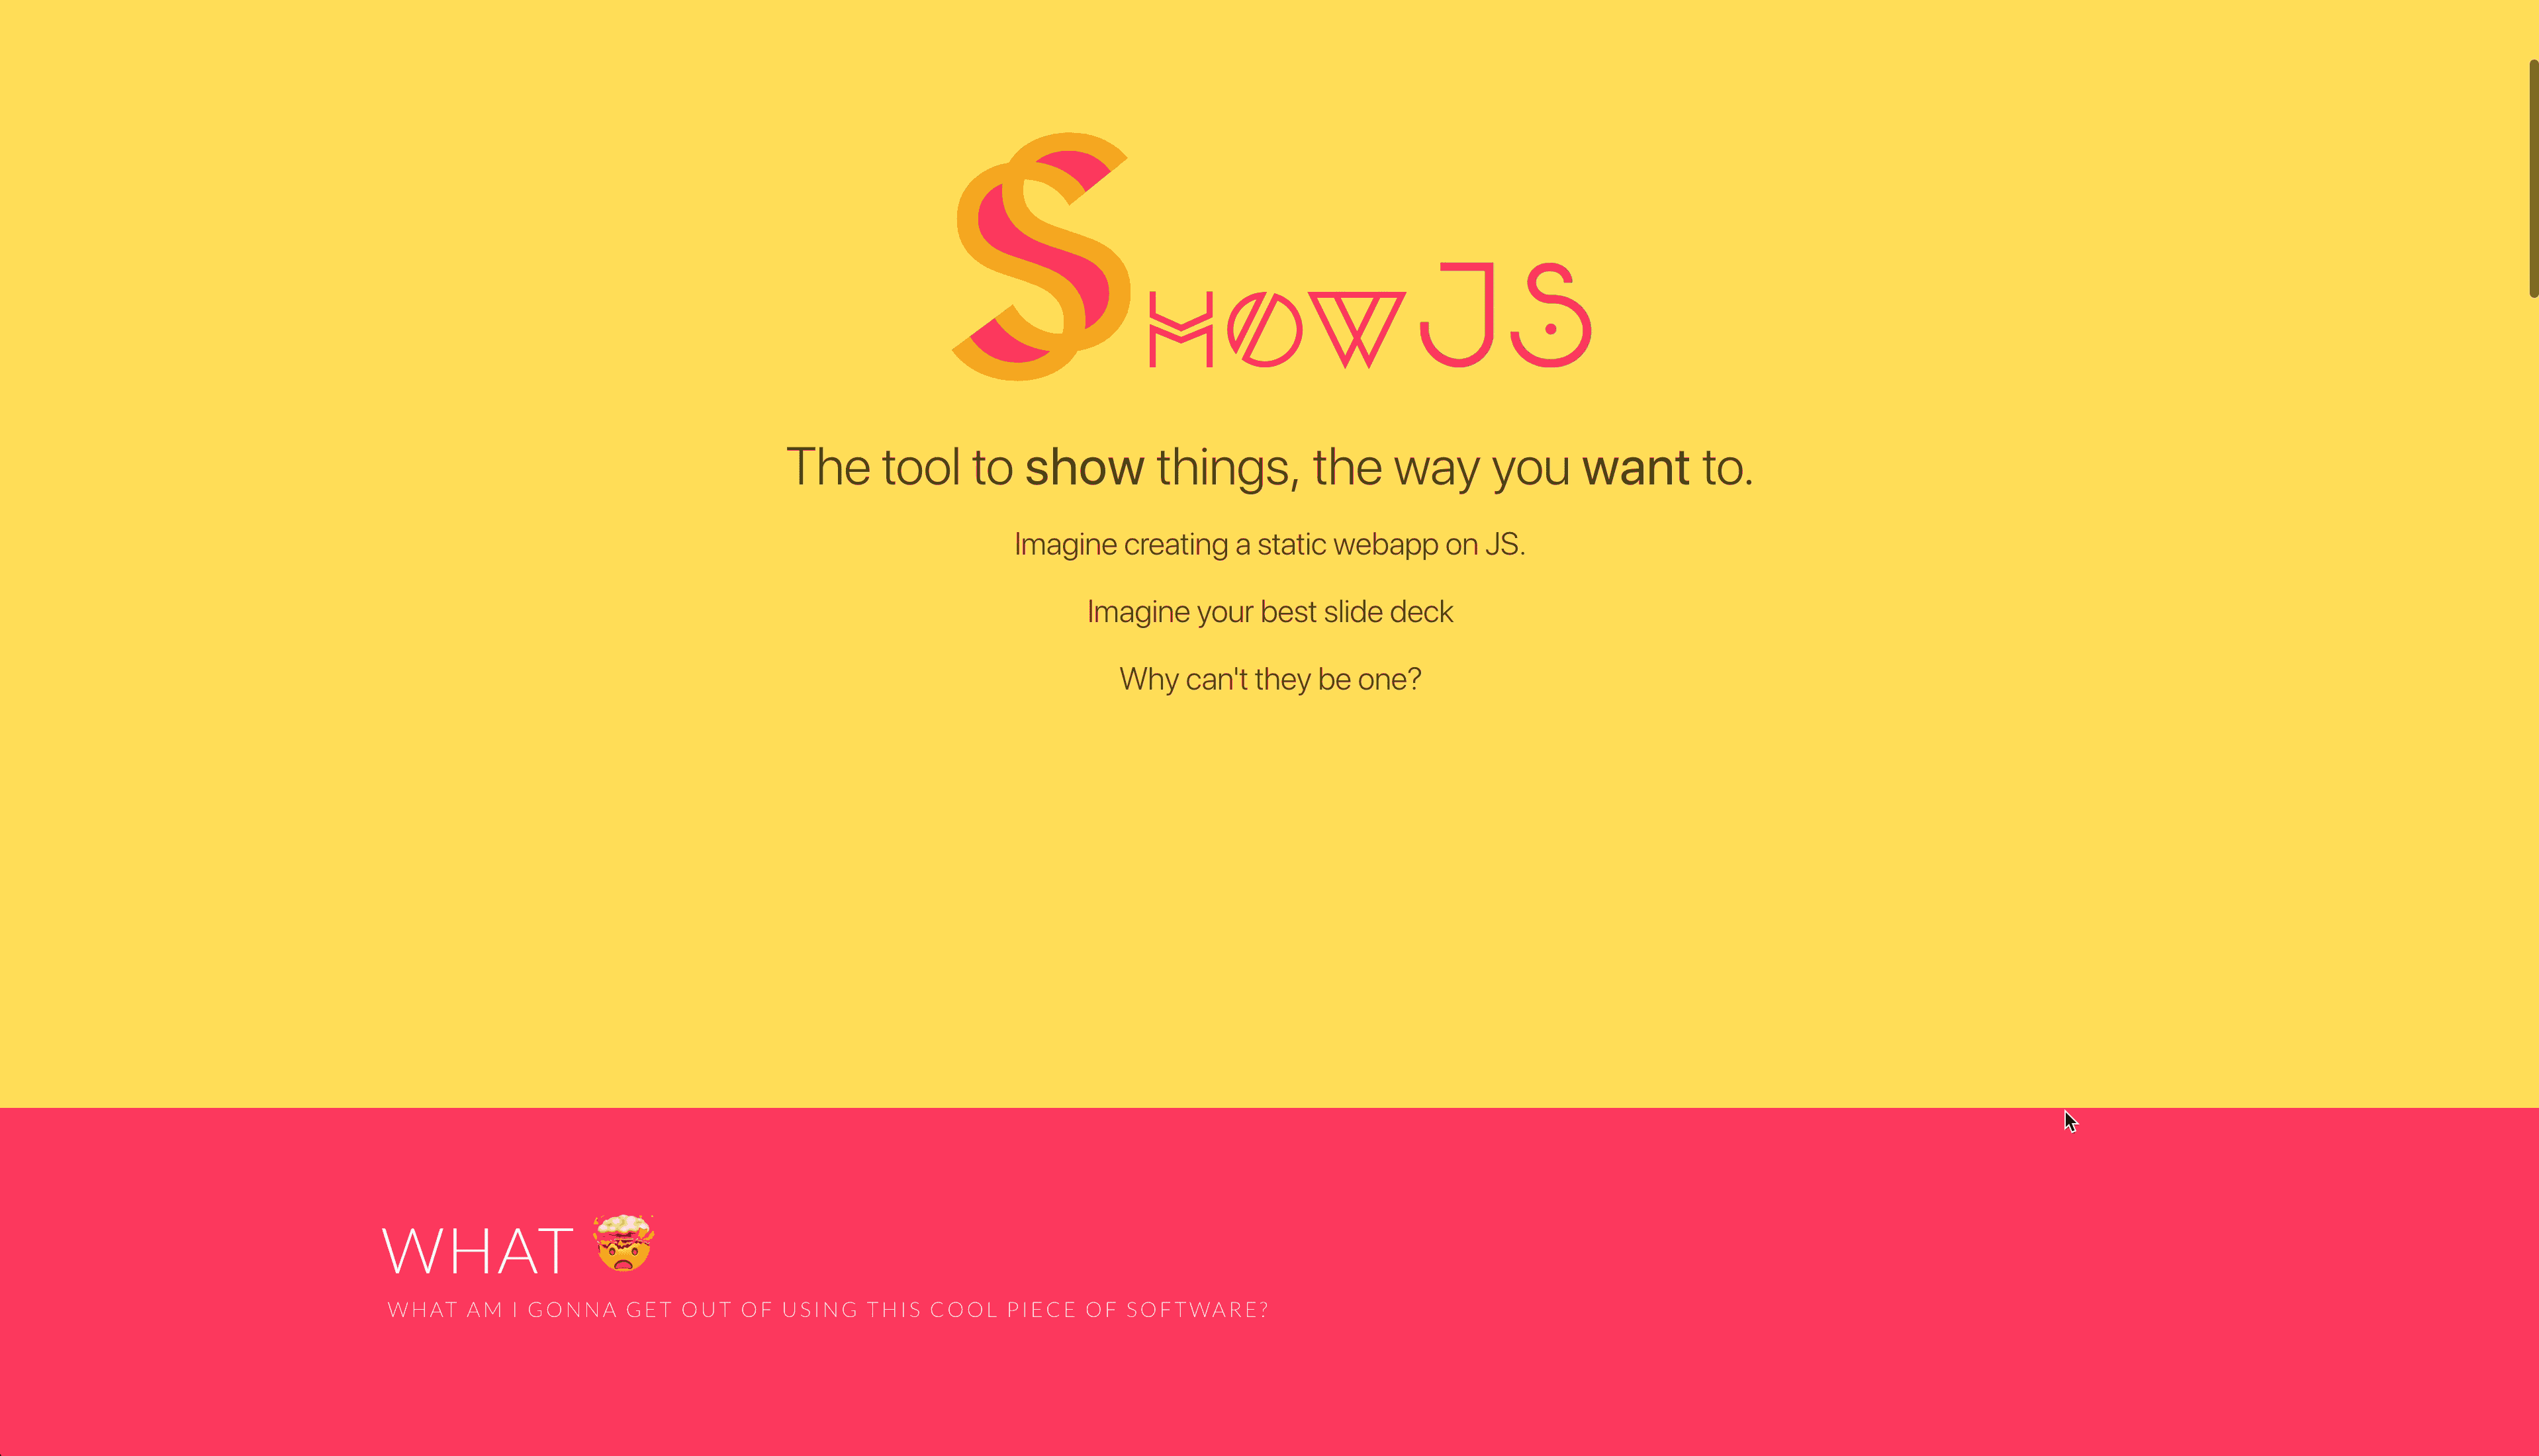 ShowJS
The tool to show things, the way you want to.
Imagine creating a static webapp on JS.
Imagine your best slide deck
Why can't they be one?
WHAT 🤯
WHAT AM I GONNA GET OUT OF USING THIS COOL PIECE OF SOFTWARE?